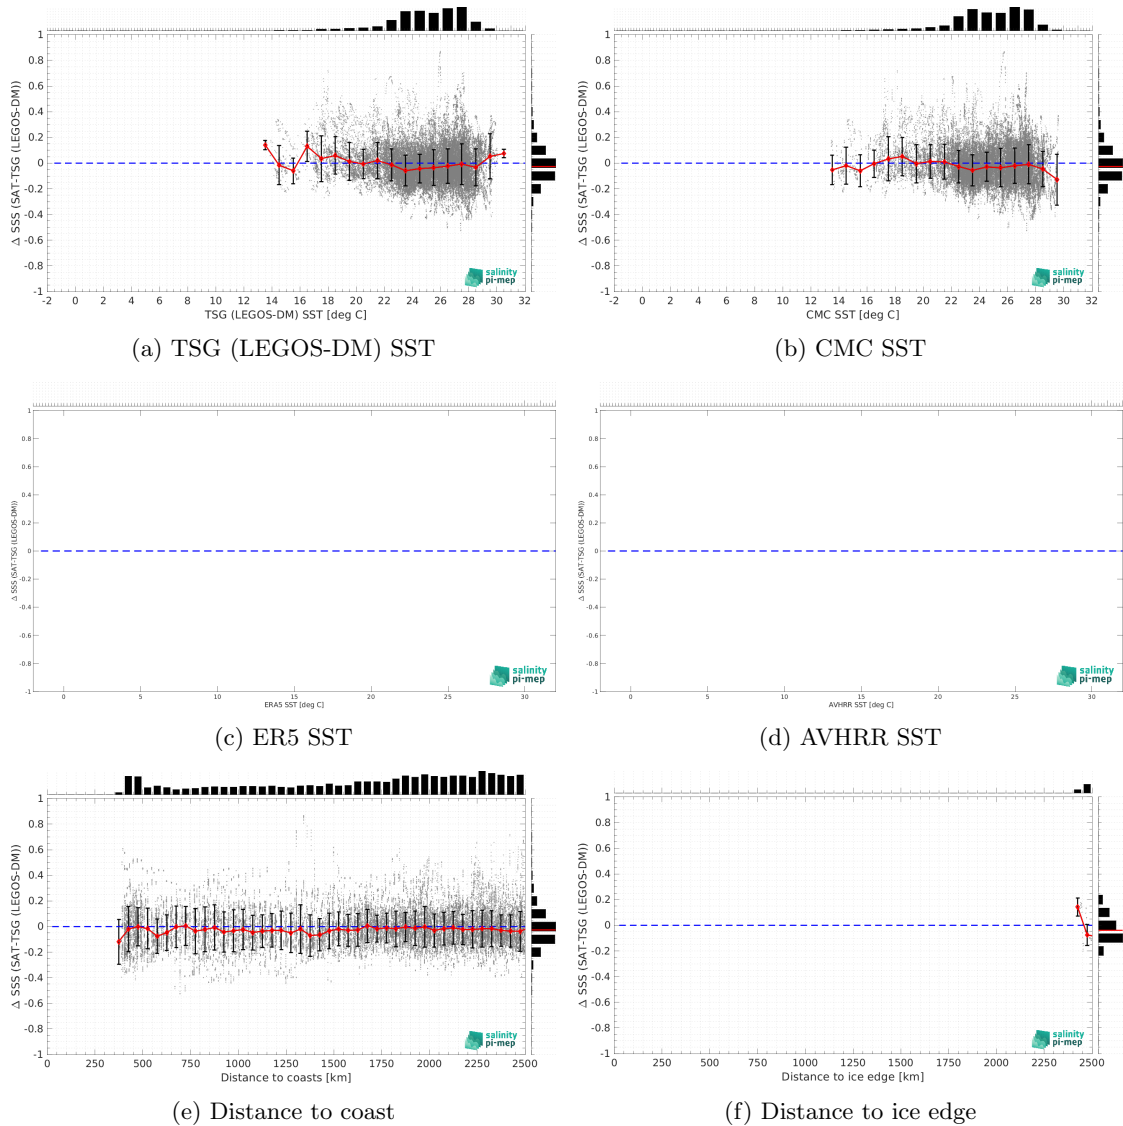 1
0.8
0.6
0.4
0.2
0
-0.2
-0.4
-0.6
-0.8
-1
Δ SSS (SAT-TSG (LEGOS-DM))
salinity
pi-mep
-2 0 2 4 6 8 10 12 14 16 18 20 22 24 26 28 30 32
TSG (LEGOS-DM) SST [deg C]
(a) TSG (LEGOS-DM) SST
1
0.8
0.6
0.4
0.2
0
-0.2
-0.4
-0.6
-0.8
-1
Δ SSS (SAT-TSG (LEGOS-DM))
salinity
pi-mep
-2 0 2 4 6 8 10 12 14 16 18 20 22 24 26 28 30 32
CMC SST [deg C]
(b) CMC SST
1
0.8
0.6
0.4
0.2
0
-0.2
-0.4
-0.6
-0.8
-1
Δ SSS (SAT-TSG (LEGOS-DM))
salinity
pi-mep
0 5 10 15 20 25 30
ERA5 SST [deg C]
(c) ER5 SST
1
0.8
0.6
0.4
0.2
0
-0.2
-0.4
-0.6
-0.8
-1
Δ SSS (SAT-TSG (LEGOS-DM))
salinity
pi-mep
0 5 10 15 20 25 30
AVHRR SST [deg C]
(d) AVHRR SST
1
0.8
0.6
0.4
0.2
0
-0.2
-0.4
-0.6
-0.8
-1
Δ SSS (SAT-TSG (LEGOS-DM))
salinity
pi-mep
0 250 500 750 1000 1250 1500 1750 2000 2250 2500
Distance to coasts [km]
(e) Distance to coast
1
0.8
0.6
0.4
0.2
0
-0.2
-0.4
-0.6
-0.8
-1
Δ SSS (SAT-TSG (LEGOS-DM))
salinity
pi-mep
0 250 500 750 1000 1250 1500 1750 2000 2250 2500
Distance to ice edge [km]
(f) Distance to ice edge